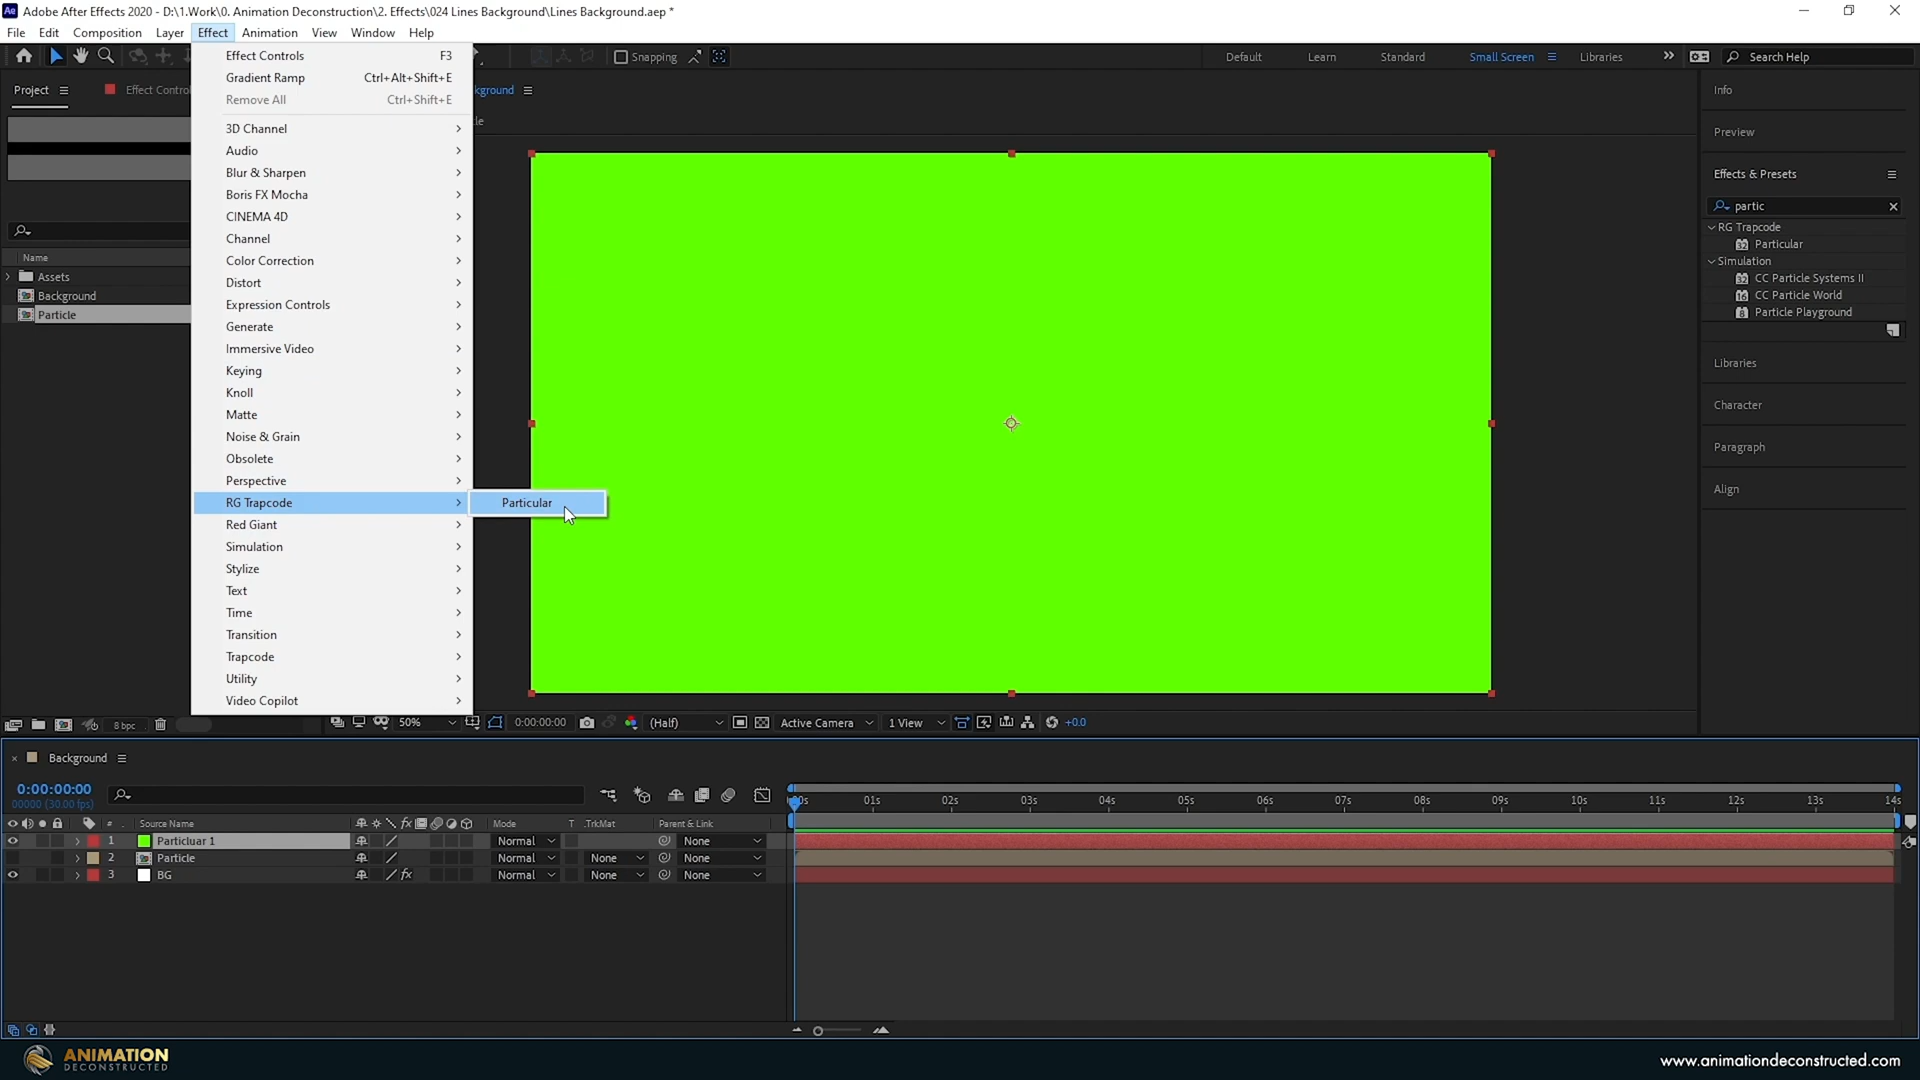 Adobe After Effects 2020 - D:\1.Work\0. Animation Deconstruction\2. Effects\024 Lines Background\Lines Background.aep *
File Edit Composition Layer Effect Animation View Window Help
Snapping
Default Learn Standard Small Screen Libraries Search Help
Project
Effect Contro
Effect Controls F3
Gradient Ramp Ctrl+Alt+Shift+E
Remove All Ctrl+Shift+E
3D Channel
Audio
Blur & Sharpen
Boris FX Mocha
CINEMA 4D
Channel
Color Correction
Distort
Expression Controls
Generate
Immersive Video
Keying
Knoll
Matte
Noise & Grain
Obsolete
Perspective
RG Trapcode
Particular
Red Giant
Simulation
Stylize
Text
Time
Transition
Trapcode
Utility
Video Copilot
kground
le
Name
Assets
Background
Particle
8 bpc
Info
Preview
Effects & Presets
partic
RG Trapcode
32 Particular
Simulation
32 CC Particle Systems II
16 CC Particle World
8 Particle Playground
Libraries
Character
Paragraph
Align
50% 0:00:00:00 (Half) Active Camera 1 View +0.0
Background
0:00:00:00
00000 (30.00 fps)
# Source Name Mode T .TrkMat Parent & Link
1 Particluar 1 Normal None
2 Particle Normal None None
3 BG fx Normal None None
01s 02s 03s 04s 05s 06s 07s 08s 09s 10s 11s 12s 13s 14s
ANIMATION
DECONSTRUCTED
www.animationdeconstructed.com